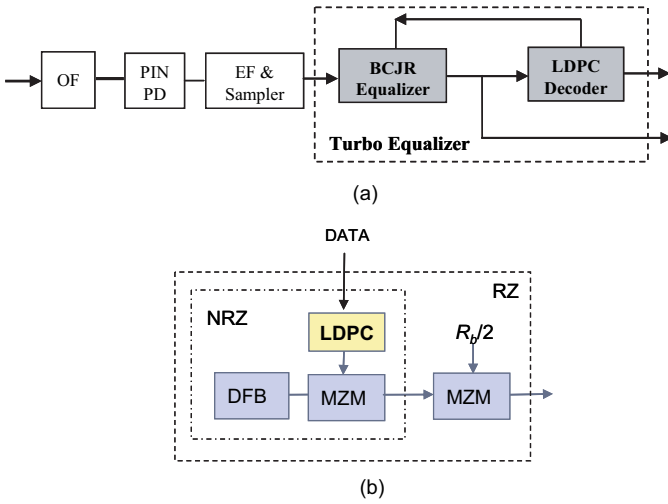 OF
PIN
PD
EF &
Sampler
BCJR
Equalizer
LDPC
Decoder
Turbo Equalizer
(a)
DATA
RZ
NRZ
LDPC
R_b/2
DFB
MZM
MZM
(b)